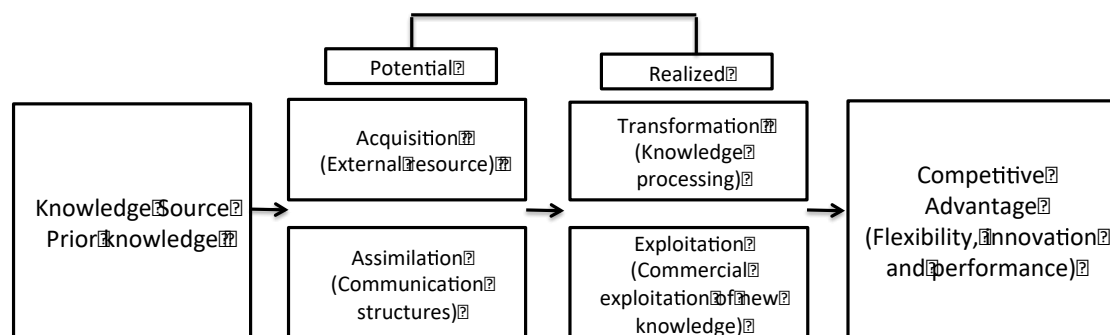 Potential
Realized
Knowledge Source
Prior knowledge
Acquisition
(External resource)
Assimilation
(Communication
structures)
Transformation
(Knowledge
processing)
Exploitation
(Commercial
exploitation of new
knowledge)
Competitive
Advantage
(Flexibility, innovation
and performance)